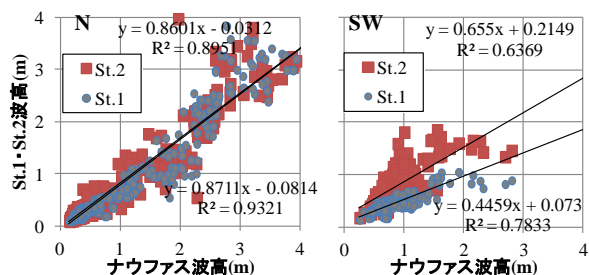 N
y = 0.8601x - 0.0312
R² = 0.8951
St.2
St.1
y = 0.8711x - 0.0814
R² = 0.9321
St.1・St.2波高(m)
4
3
2
1
0
0 1 2 3 4
ナウファス波高(m)
SW
y = 0.655x + 0.2149
R² = 0.6369
St.2
St.1
y = 0.4459x + 0.073
R² = 0.7833
0 1 2 3 4
ナウファス波高(m)